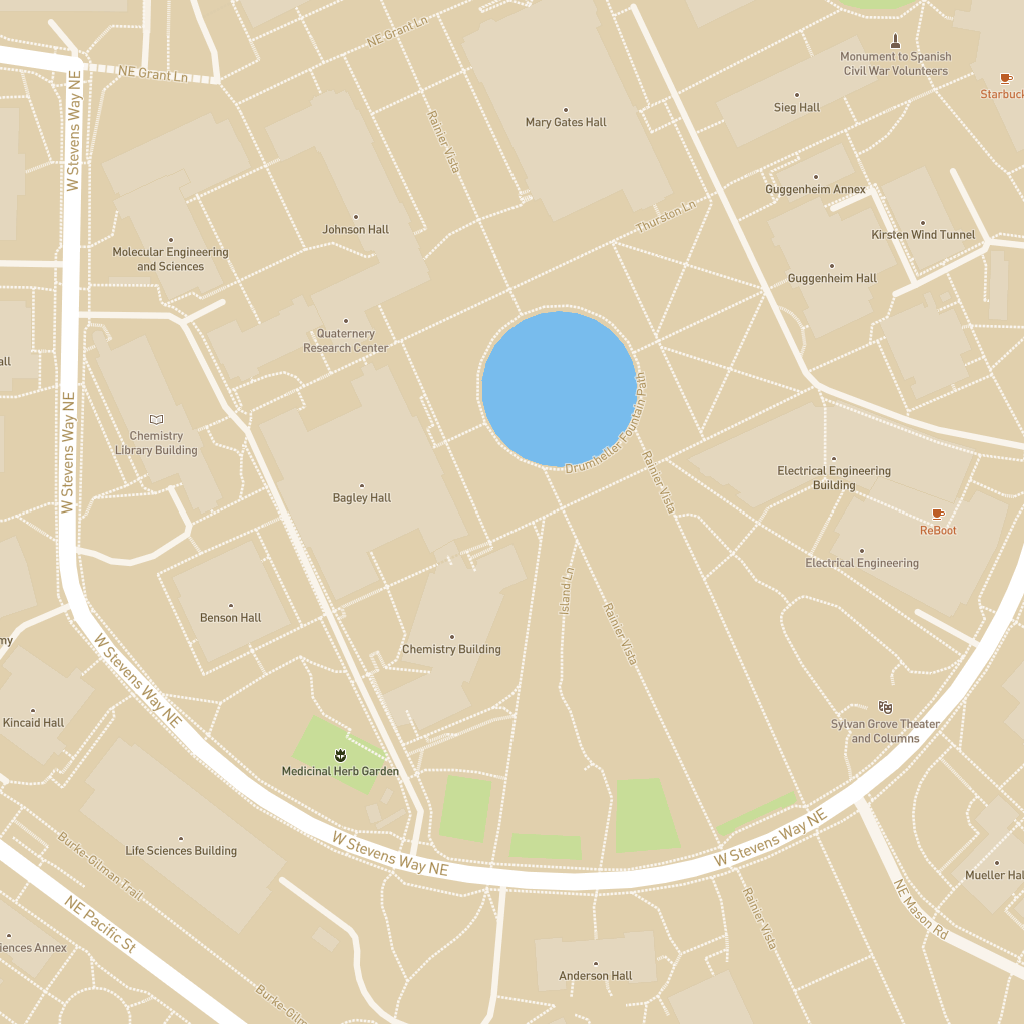 NE Grant Ln
NE Grant Ln
Monument to Spanish
Civil War Volunteers
Starbuck
Sieg Hall
Mary Gates Hall
Rainier Vista
W Stevens Way NE
Guggenheim Annex
Thurston Ln
Johnson Hall
Kirsten Wind Tunnel
Molecular Engineering
and Sciences
Guggenheim Hall
Quaternery
Research Center
all
W Stevens Way NE
Drumheller Fountain Path
Chemistry
Library Building
Rainier Vista
Electrical Engineering
Building
Bagley Hall
ReBoot
Electrical Engineering
Island Ln
Benson Hall
Rainier Vista
my
Chemistry Building
W Stevens Way NE
Kincaid Hall
Sylvan Grove Theater
and Columns
Medicinal Herb Garden
W Stevens Way NE
W Stevens Way NE
Life Sciences Building
Burke-Gilman Trail
Mueller Hal
NE Mason Rd
Rainier Vista
NE Pacific St
iences Annex
Anderson Hall
Burke-Gilm